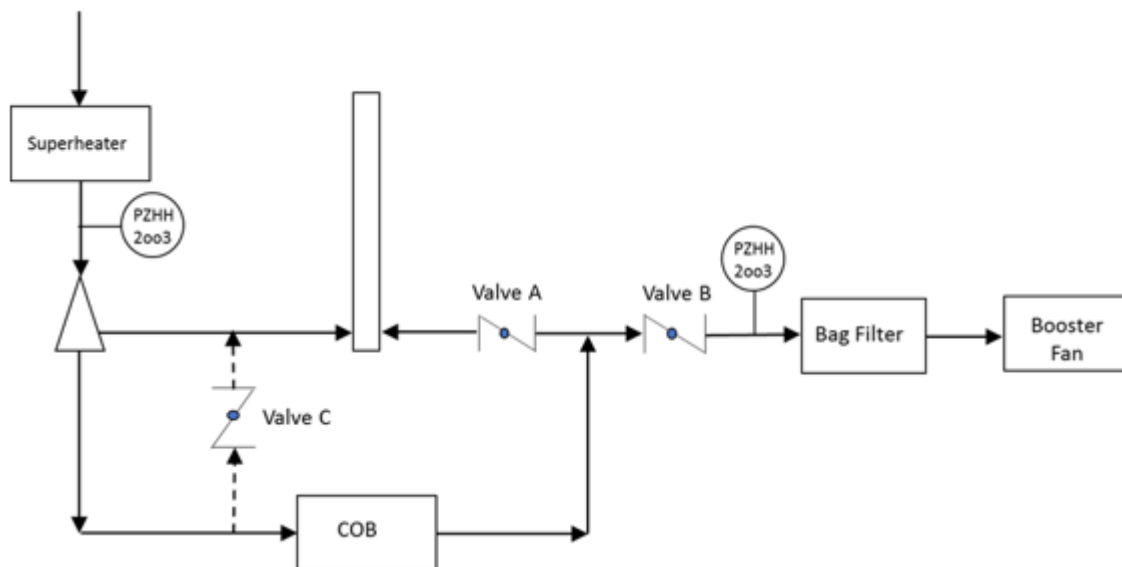 Superheater
PZHH
2oo3
Valve A
Valve B
PZHH
2oo3
Bag Filter
Booster
Fan
Valve C
COB